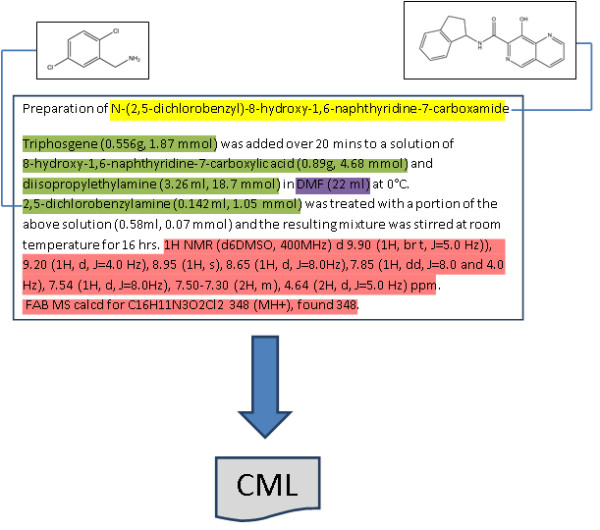 Cl
Cl
NH₂
O
OH
N
N
H
N
Preparation of N-(2,5-dichlorobenzyl)-8-hydroxy-1,6-naphthyridine-7-carboxamide
Triphosgene (0.556g, 1.87 mmol) was added over 20 mins to a solution of
8-hydroxy-1,6-naphthyridine-7-carboxylic acid (0.89g, 4.68 mmol) and
diisopropylethylamine (3.26 ml, 18.7 mmol) in DMF (22 ml) at 0°C.
2,5-dichlorobenzylamine (0.142 ml, 1.05 mmol) was treated with a portion of the
above solution (0.58ml, 0.07 mmol) and the resulting mixture was stirred at room
temperature for 16 hrs. 1H NMR (d6DMSO, 400MHz) d 9.90 (1H, br t, J=5.0 Hz)),
9.20 (1H, d, J=4.0 Hz), 8.95 (1H, s), 8.65 (1H, d, J=8.0Hz),7.85 (1H, dd, J=8.0 and 4.0
Hz), 7.54 (1H, d, J=8.0Hz), 7.50-7.30 (2H, m), 4.64 (2H, d, J=5.0 Hz) ppm.
FAB MS calcd for C16H11N3O2Cl2 348 (MH+), found 348.
CML